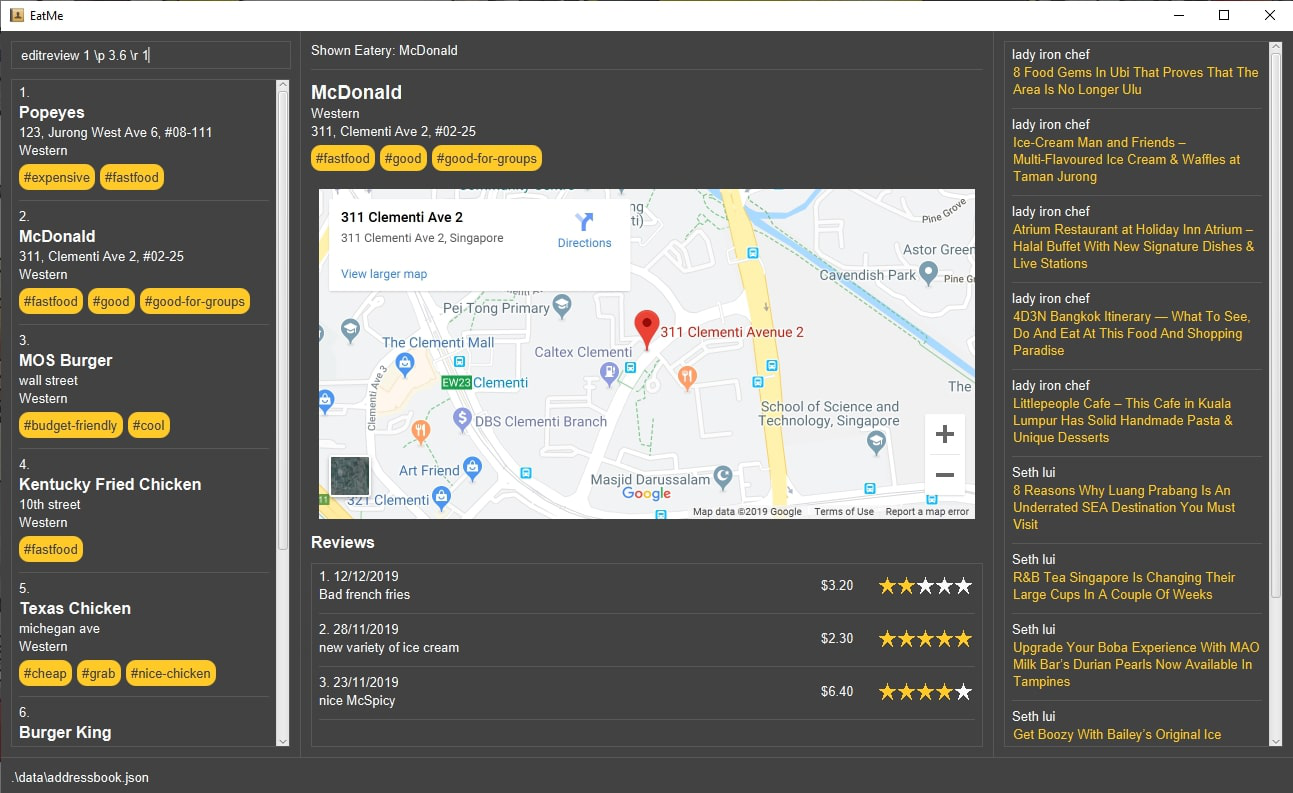 EatMe
editreview 1 \p 3.6 \r 1
1.
Popeyes
123, Jurong West Ave 6, #08-111
Western
#expensive #fastfood
2.
McDonald
311, Clementi Ave 2, #02-25
Western
#fastfood #good #good-for-groups
3.
MOS Burger
wall street
Western
#budget-friendly #cool
4.
Kentucky Fried Chicken
10th street
Western
#fastfood
5.
Texas Chicken
michegan ave
Western
#cheap #grab #nice-chicken
6.
Burger King
Shown Eatery: McDonald
McDonald
Western
311, Clementi Ave 2, #02-25
#fastfood #good #good-for-groups
311 Clementi Ave 2
311 Clementi Ave 2, Singapore
Directions
View larger map
Pine Grove
Astor Green
Cavendish Park
Pine G
Pei Tong Primary
311 Clementi Avenue 2
The Clementi Mall
Caltex Clementi
EW23 Clementi
The
Clementi Ave 3
School of Science and
Technology, Singapore
DBS Clementi Branch
Art Friend
Masjid Darussalam
321 Clementi
Google
Map data ©2019 Google Terms of Use Report a map error
Reviews
1. 12/12/2019
Bad french fries
$3.20
2. 28/11/2019
new variety of ice cream
$2.30
3. 23/11/2019
nice McSpicy
$6.40
lady iron chef
8 Food Gems In Ubi That Proves That The
Area Is No Longer Ulu
lady iron chef
Ice-Cream Man and Friends –
Multi-Flavoured Ice Cream & Waffles at
Taman Jurong
lady iron chef
Atrium Restaurant at Holiday Inn Atrium –
Halal Buffet With New Signature Dishes &
Live Stations
lady iron chef
4D3N Bangkok Itinerary — What To See,
Do And Eat At This Food And Shopping
Paradise
lady iron chef
Littlepeople Cafe – This Cafe in Kuala
Lumpur Has Solid Handmade Pasta &
Unique Desserts
Seth lui
8 Reasons Why Luang Prabang Is An
Underrated SEA Destination You Must
Visit
Seth lui
R&B Tea Singapore Is Changing Their
Large Cups In A Couple Of Weeks
Seth lui
Upgrade Your Boba Experience With MAO
Milk Bar's Durian Pearls Now Available In
Tampines
Seth lui
Get Boozy With Bailey's Original Ice
.\data\addressbook.json